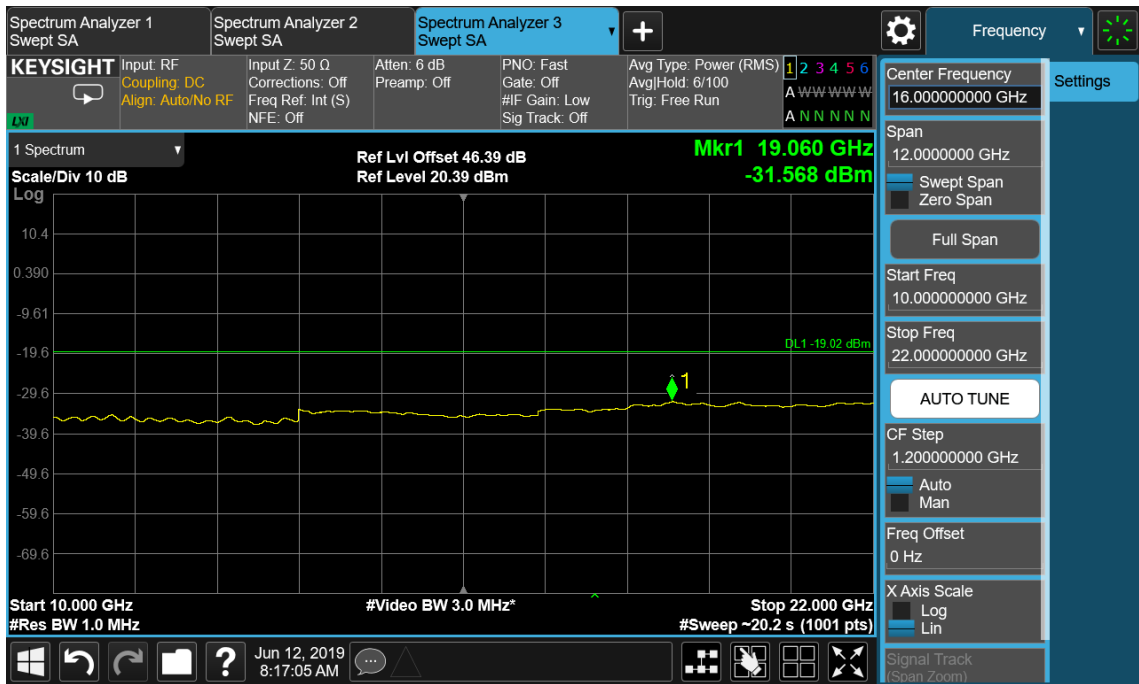 Spectrum Analyzer 1
Swept SA
Spectrum Analyzer 2
Swept SA
Spectrum Analyzer 3
Swept SA
+
Frequency
KEYSIGHT
LXI
Input: RF
Coupling: DC
Align: Auto/No RF
Input Z: 50 Ω
Corrections: Off
Freq Ref: Int (S)
NFE: Off
Atten: 6 dB
Preamp: Off
PNO: Fast
Gate: Off
#IF Gain: Low
Sig Track: Off
Avg Type: Power (RMS)
Avg|Hold: 6/100
Trig: Free Run
1 2 3 4 5 6
A W W W W W
A N N N N N
1 Spectrum
Scale/Div 10 dB
Log
Ref Lvl Offset 46.39 dB
Ref Level 20.39 dBm
Mkr1 19.060 GHz
-31.568 dBm
10.4
0.390
-9.61
-19.6
-29.6
-39.6
-49.6
-59.6
-69.6
DL1 -19.02 dBm
1
Start 10.000 GHz
#Res BW 1.0 MHz
#Video BW 3.0 MHz*
Stop 22.000 GHz
#Sweep ~20.2 s (1001 pts)
Center Frequency
16.000000000 GHz
Span
12.0000000 GHz
Swept Span
Zero Span
Full Span
Start Freq
10.000000000 GHz
Stop Freq
22.000000000 GHz
AUTO TUNE
CF Step
1.200000000 GHz
Auto
Man
Freq Offset
0 Hz
X Axis Scale
Log
Lin
Signal Track
(Span Zoom)
Settings
?
Jun 12, 2019
8:17:05 AM